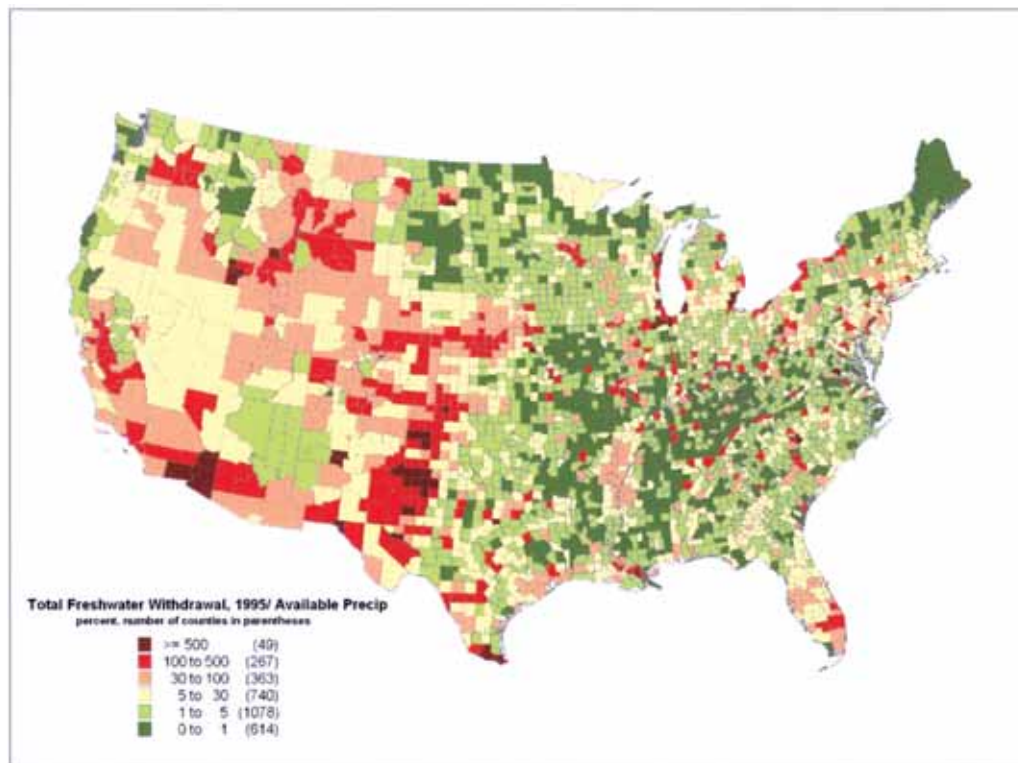 Total Freshwater Withdrawal, 1995/ Available Precip
percent, number of counties in parentheses
>= 500 (49)
100 to 500 (267)
30 to 100 (363)
5 to 30 (740)
1 to 5 (1078)
0 to 1 (614)